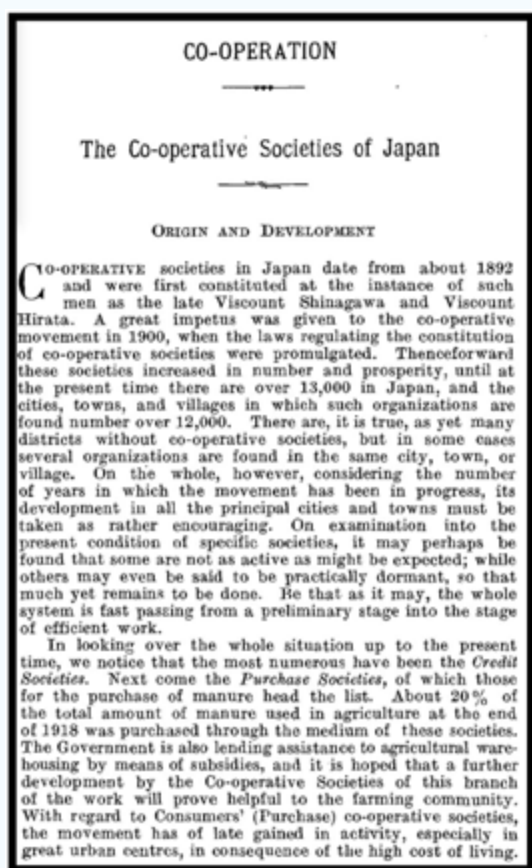 CO-OPERATION
The Co-operative Societies of Japan
ORIGIN AND DEVELOPMENT
CO-OPERATIVE societies in Japan date from about 1892
and were first constituted at the instance of such
men as the late Viscount Shinagawa and Viscount
Hirata. A great impetus was given to the co-operative
movement in 1900, when the laws regulating the constitution
of co-operative societies were promulgated. Thenceforward
these societies increased in number and prosperity, until at
the present time there are over 13,000 in Japan, and the
cities, towns, and villages in which such organizations are
found number over 12,000. There are, it is true, as yet many
districts without co-operative societies, but in some cases
several organizations are found in the same city, town, or
village. On the whole, however, considering the number
of years in which the movement has been in progress, its
development in all the principal cities and towns must be
taken as rather encouraging. On examination into the
present condition of specific societies, it may perhaps be
found that some are not as active as might be expected; while
others may even be said to be practically dormant, so that
much yet remains to be done. Be that as it may, the whole
system is fast passing from a preliminary stage into the stage
of efficient work.
In looking over the whole situation up to the present
time, we notice that the most numerous have been the Credit
Societies. Next come the Purchase Societies, of which those
for the purchase of manure head the list. About 20% of
the total amount of manure used in agriculture at the end
of 1918 was purchased through the medium of these societies.
The Government is also lending assistance to agricultural ware-
housing by means of subsidies, and it is hoped that a further
development by the Co-operative Societies of this branch
of the work will prove helpful to the farming community.
With regard to Consumers' (Purchase) co-operative societies,
the movement has of late gained in activity, especially in
great urban centres, in consequence of the high cost of living.